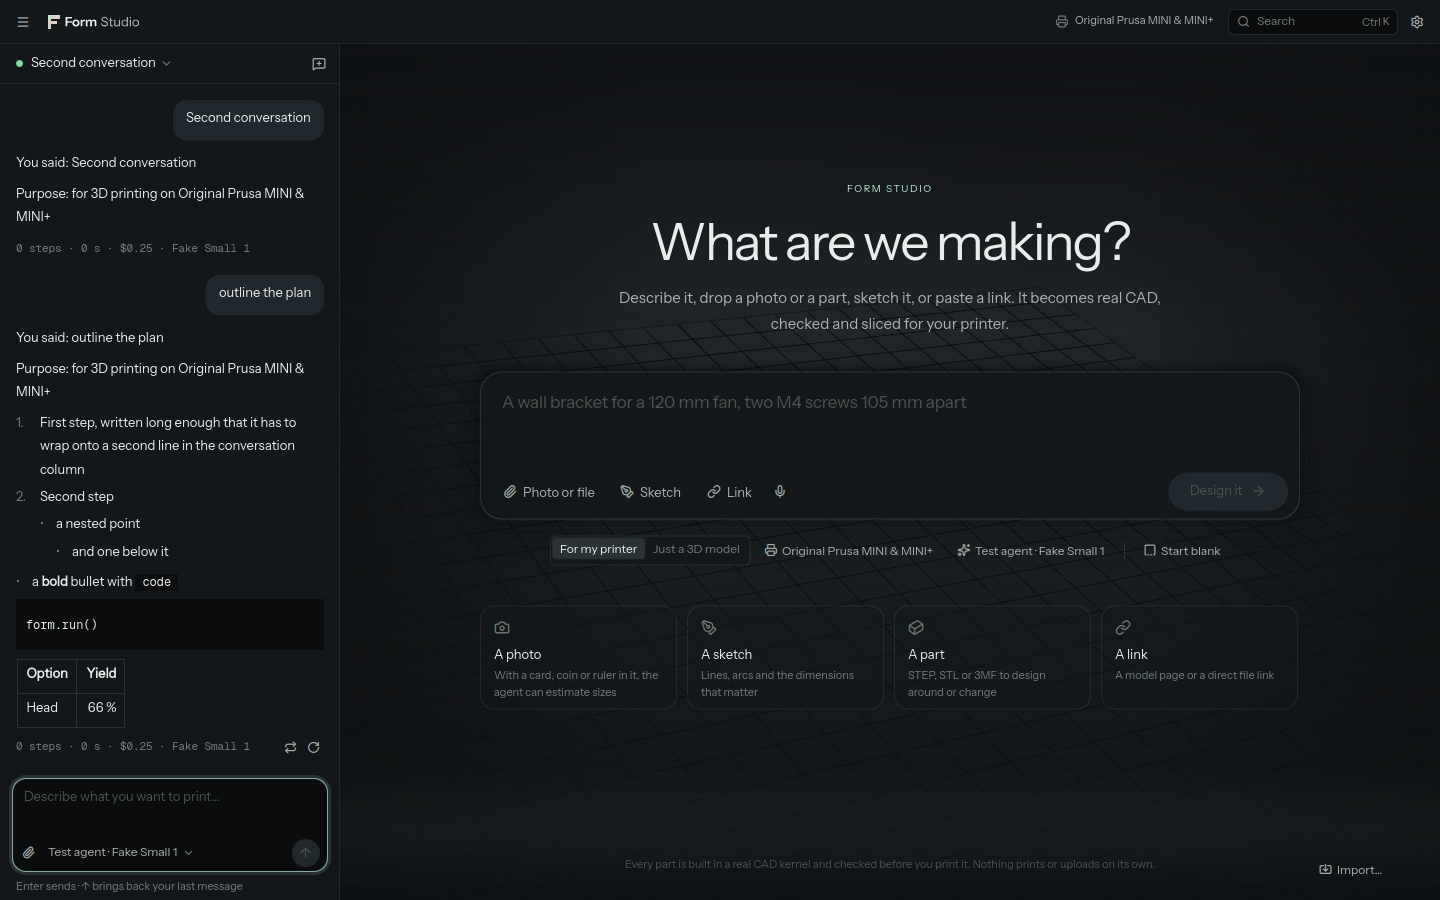 Form Studio
Original Prusa MINI & MINI+
Search
Ctrl K
Second conversation
Second conversation
You said: Second conversation
Purpose: for 3D printing on Original Prusa MINI &
MINI+
0 steps · 0 s · $0.25 · Fake Small 1
outline the plan
You said: outline the plan
Purpose: for 3D printing on Original Prusa MINI &
MINI+
1. First step, written long enough that it has to
wrap onto a second line in the conversation
column
2. Second step
· a nested point
· and one below it
· a bold bullet with code
form.run()
Option Yield
Head 66 %
0 steps · 0 s · $0.25 · Fake Small 1
Describe what you want to print...
Test agent · Fake Small 1
Enter sends · ↑ brings back your last message
FORM STUDIO
What are we making?
Describe it, drop a photo or a part, sketch it, or paste a link. It becomes real CAD,
checked and sliced for your printer.
A wall bracket for a 120 mm fan, two M4 screws 105 mm apart
Photo or file
Sketch
Link
Design it →
For my printer
Just a 3D model
Original Prusa MINI & MINI+
Test agent · Fake Small 1
Start blank
A photo
With a card, coin or ruler in it, the
agent can estimate sizes
A sketch
Lines, arcs and the dimensions
that matter
A part
STEP, STL or 3MF to design
around or change
A link
A model page or a direct file link
Every part is built in a real CAD kernel and checked before you print it. Nothing prints or uploads on its own.
Import...